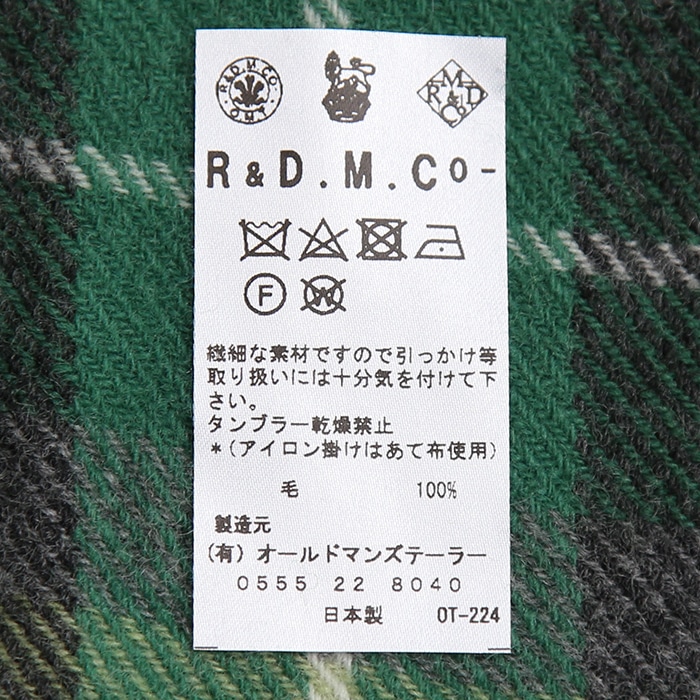 R&D.M.CO.
O.M.T
M
R & D
Co
R & D . M . Co -
F
W
繊細な素材ですので引っかけ等
取り扱いには十分気を付けて下
さい。
タンブラー乾燥禁止
*(アイロン掛けはあて布使用)
毛 100%
製造元
(有) オールドマンズテーラー
0555 22 8040
日本製 OT-224